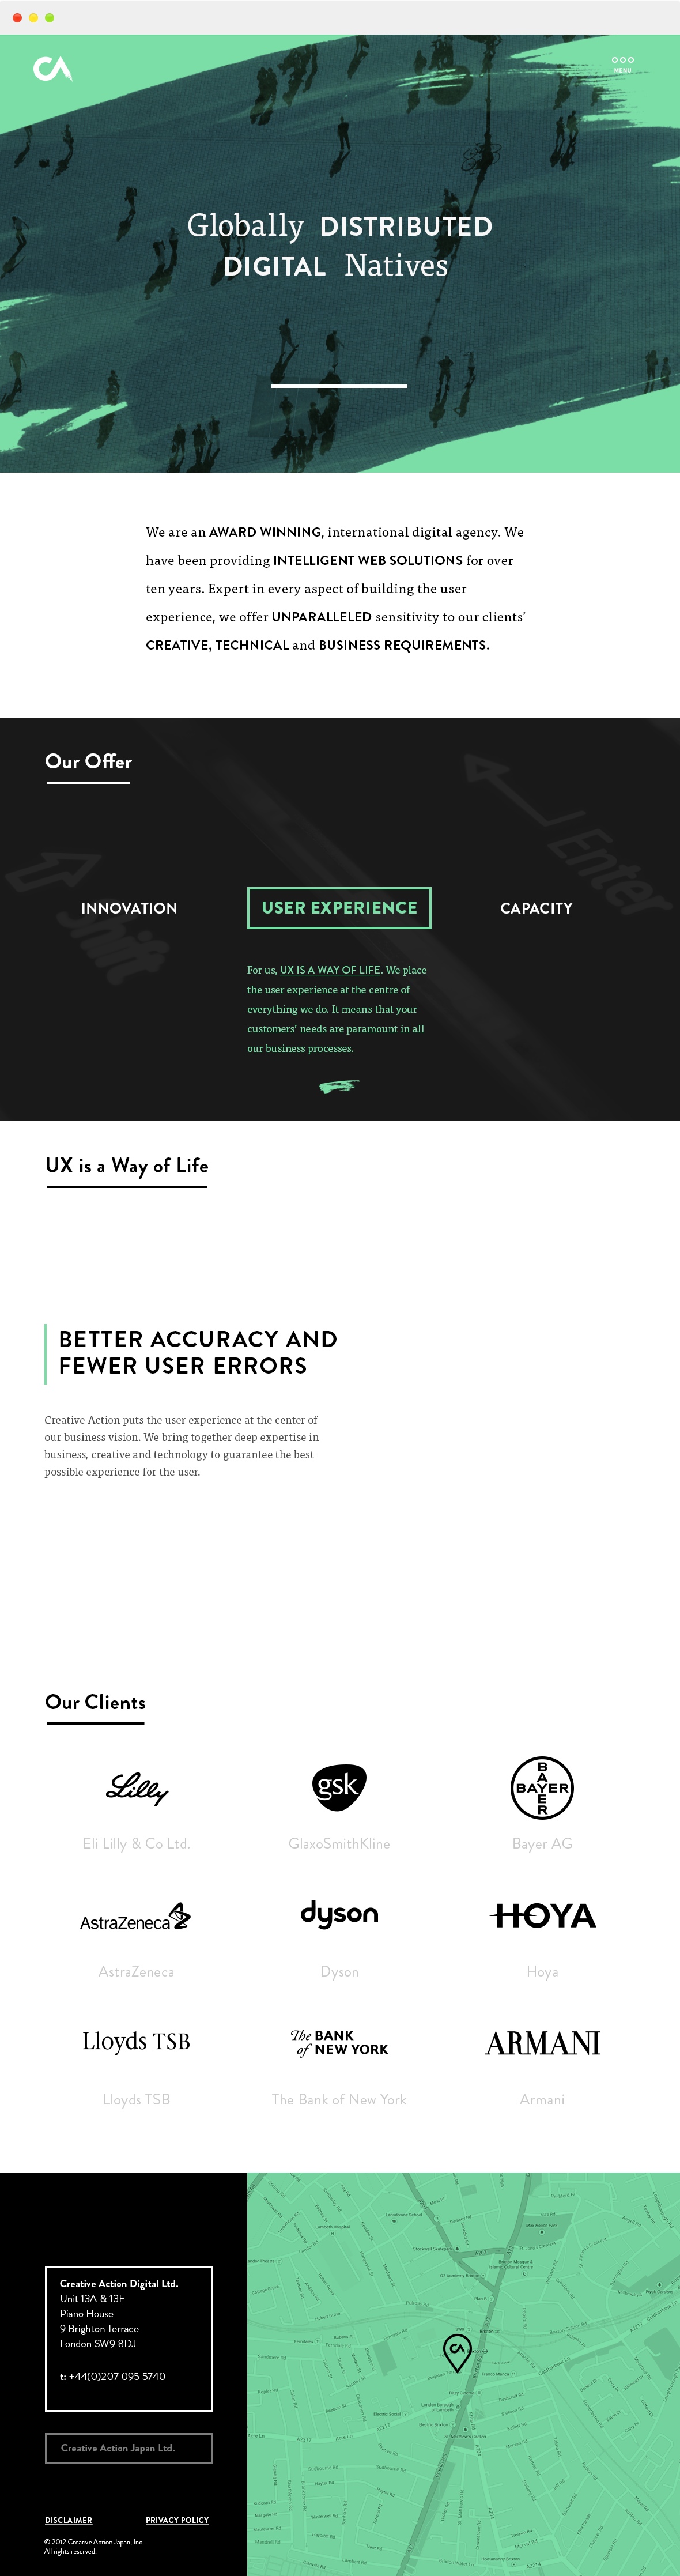 CA
MENU
Globally DISTRIBUTED
DIGITAL Natives
We are an AWARD WINNING, international digital agency. We
have been providing INTELLIGENT WEB SOLUTIONS for over
ten years. Expert in every aspect of building the user
experience, we offer UNPARALLELED sensitivity to our clients'
CREATIVE, TECHNICAL and BUSINESS REQUIREMENTS.
Our Offer
Enter
this
INNOVATION
USER EXPERIENCE
CAPACITY
For us, UX IS A WAY OF LIFE. We place
the user experience at the centre of
everything we do. It means that your
customers' needs are paramount in all
our business processes.
UX is a Way of Life
BETTER ACCURACY AND
FEWER USER ERRORS
Creative Action puts the user experience at the center of
our business vision. We bring together deep expertise in
business, creative and technology to guarantee the best
possible experience for the user.
Our Clients
Lilly
gsk
BAYER
BAYER
Eli Lilly & Co Ltd.
GlaxoSmithKline
Bayer AG
AstraZeneca
dyson
HOYA
AstraZeneca
Dyson
Hoya
Lloyds TSB
The BANK
of NEW YORK
ARMANI
Lloyds TSB
The Bank of New York
Armani
Creative Action Digital Ltd.
Unit 13A & 13E
Piano House
9 Brighton Terrace
London SW9 8DJ
t: +44(0)207 095 5740
Creative Action Japan Ltd.
DISCLAIMER
PRIVACY POLICY
© 2012 Creative Action Japan, Inc.
All rights reserved.
CA